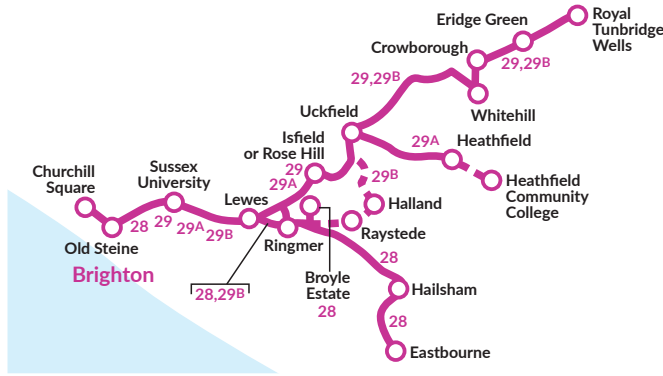 Eridge Green
Royal
Tunbridge
Wells
Crowborough
29,29B
29,29B
Whitehill
Uckfield
29A
Heathfield
Isfield
or Rose Hill
29
29A
29B
Heathfield
Community
College
Churchill
Square
Sussex
University
Lewes
Halland
Old Steine
28
29
29A
29B
Ringmer
Raystede
Brighton
28,29B
Broyle
Estate
28
28
Hailsham
28
Eastbourne